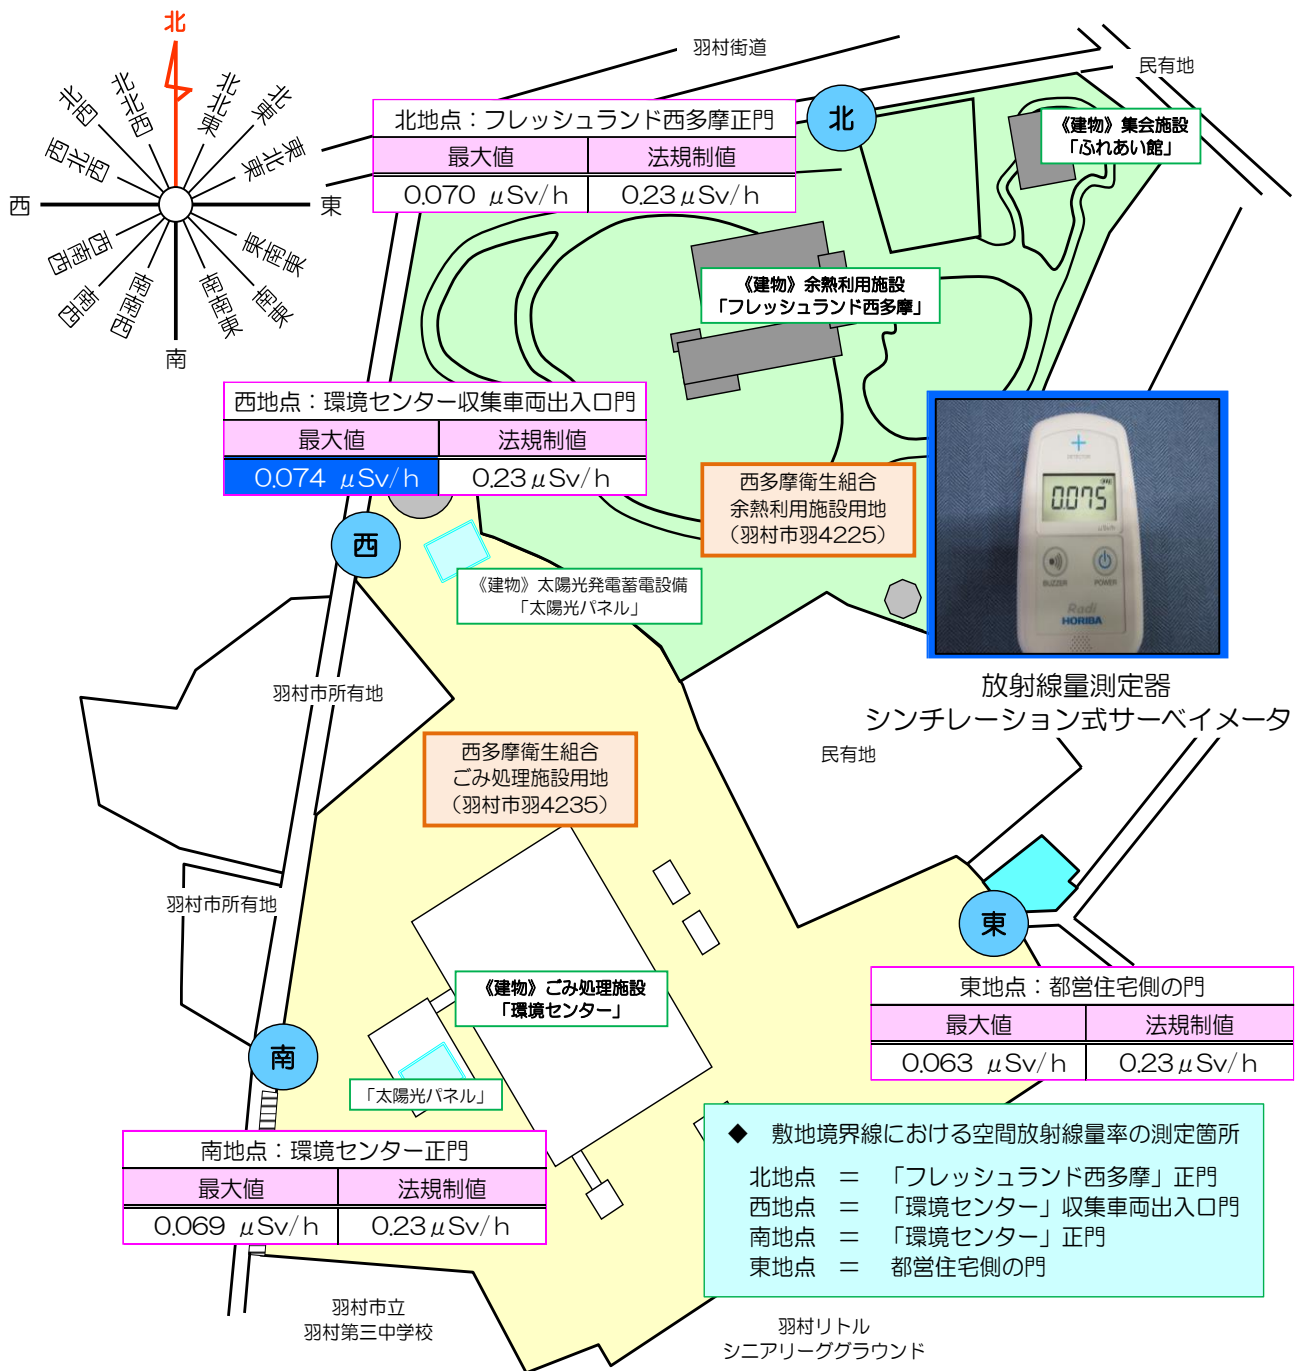 北
北北西
北北東
北西
北東
西北西
東北東
西
東
西南西
東南東
南西
南東
南南西
南南東
南
羽村街道
民有地
北
北地点：フレッシュランド西多摩正門
最大値 法規制値
0.070 μSv/h 0.23μSv/h
《建物》集会施設
「ふれあい館」
《建物》余熱利用施設
「フレッシュランド西多摩」
西地点：環境センター収集車両出入口門
最大値 法規制値
0.074 μSv/h 0.23μSv/h
西
西多摩衛生組合
余熱利用施設用地
（羽村市羽4225）
DETECTOR
0.075
μSv/h
BUZZER POWER
Radi
HORIBA
放射線量測定器
シンチレーション式サーベイメータ
《建物》太陽光発電蓄電設備
「太陽光パネル」
羽村市所有地
民有地
西多摩衛生組合
ごみ処理施設用地
（羽村市羽4235）
羽村市所有地
東
東地点：都営住宅側の門
最大値 法規制値
0.063 μSv/h 0.23μSv/h
《建物》ごみ処理施設
「環境センター」
南
「太陽光パネル」
南地点：環境センター正門
最大値 法規制値
0.069 μSv/h 0.23μSv/h
◆ 敷地境界線における空間放射線量率の測定箇所
北地点 ＝ 「フレッシュランド西多摩」正門
西地点 ＝ 「環境センター」収集車両出入口門
南地点 ＝ 「環境センター」正門
東地点 ＝ 都営住宅側の門
羽村市立
羽村第三中学校
羽村リトル
シニアリーググラウンド